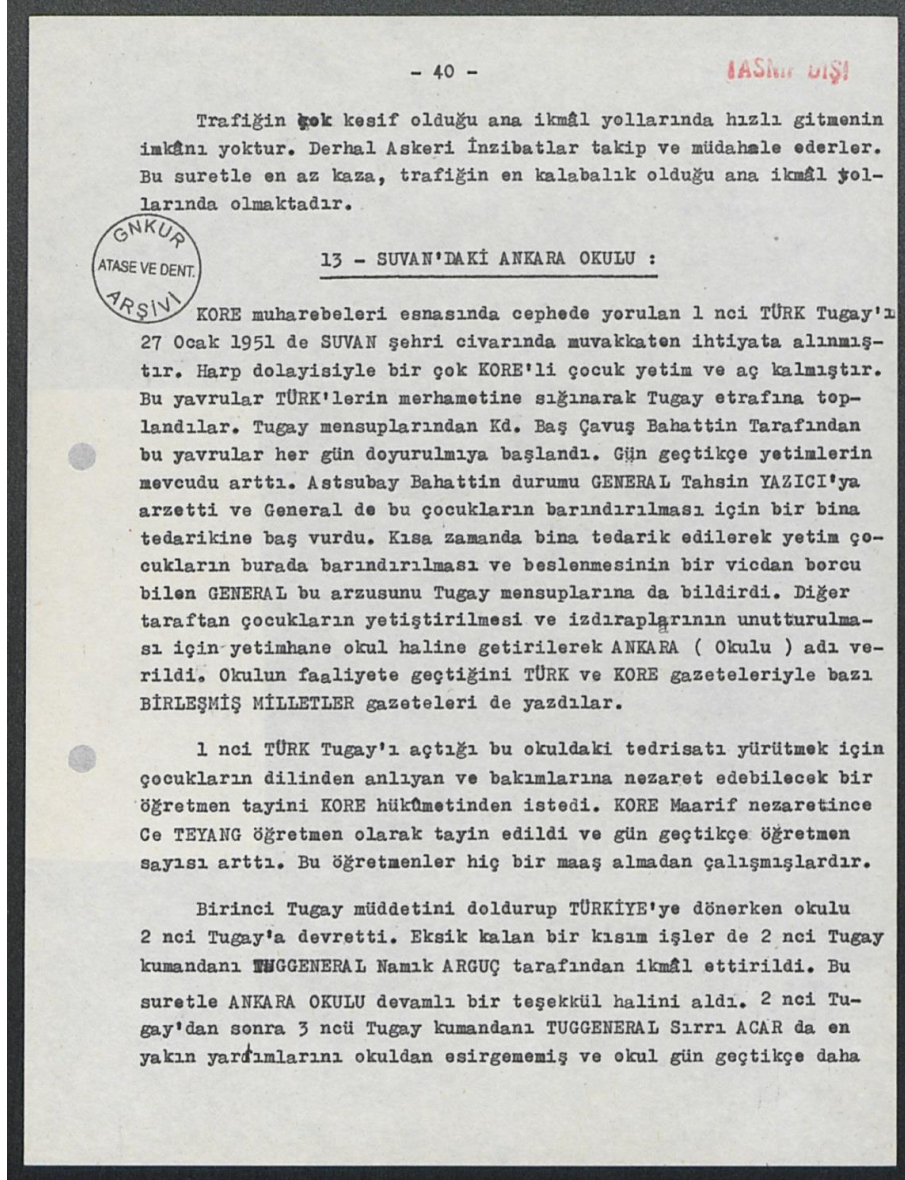 - 40 -
TASNİF DIŞI
Trafiğin çok kesif olduğu ana ikmâl yollarında hızlı gitmenin
imkânı yoktur. Derhal Askeri İnzibatlar takip ve müdahale ederler.
Bu suretle en az kaza, trafiğin en kalabalık olduğu ana ikmâl yol-
larında olmaktadır.
GNKUR
ATASE VE DENT.
ARŞİVİ
13 - SUVAN'DAKİ ANKARA OKULU :
KORE muharebeleri esnasında cephede yorulan 1 nci TÜRK Tugay'ı
27 Ocak 1951 de SUVAN şehri civarında muvakkaten ihtiyata alınmış-
tır. Harp dolayisiyle bir çok KORE'li çocuk yetim ve aç kalmıştır.
Bu yavrular TÜRK'lerin merhametine sığınarak Tugay etrafına top-
landılar. Tugay mensuplarından Kd. Baş Çavuş Bahattin Tarafından
bu yavrular her gün doyurulmıya başlandı. Gün geçtikçe yetimlerin
mevcudu arttı. Astsubay Bahattin durumu GENERAL Tahsin YAZICI'ya
arzetti ve General de bu çocukların barındırılması için bir bina
tedarikine baş vurdu. Kısa zamanda bina tedarik edilerek yetim ço-
cukların burada barındırılması ve beslenmesinin bir vicdan borcu
bilen GENERAL bu arzusunu Tugay mensuplarına da bildirdi. Diğer
taraftan çocukların yetiştirilmesi ve izdıraplarının unutturulma-
sı için yetimhane okul haline getirilerek ANKARA ( Okulu ) adı ve-
rildi. Okulun faaliyete geçtiğini TÜRK ve KORE gazeteleriyle bazı
BİRLEŞMİŞ MİLLETLER gazeteleri de yazdılar.
1 nci TÜRK Tugay'ı açtığı bu okuldaki tedrisatı yürütmek için
çocukların dilinden anlıyan ve bakımlarına nezaret edebilecek bir
öğretmen tayini KORE hükûmetinden istedi. KORE Maarif nezaretince
Ce TEYANG öğretmen olarak tayin edildi ve gün geçtikçe öğretmen
sayısı arttı. Bu öğretmenler hiç bir maaş almadan çalışmışlardır.
Birinci Tugay müddetini doldurup TÜRKİYE'ye dönerken okulu
2 nci Tugay'a devretti. Eksik kalan bir kısım işler de 2 nci Tugay
kumandanı TUGGENERAL Namık ARGUÇ tarafından ikmâl ettirildi. Bu
suretle ANKARA OKULU devamlı bir teşekkül halini aldı. 2 nci Tu-
gay'dan sonra 3 ncü Tugay kumandanı TUGGENERAL Sırrı ACAR da en
yakın yardımlarını okuldan esirgememiş ve okul gün geçtikçe daha